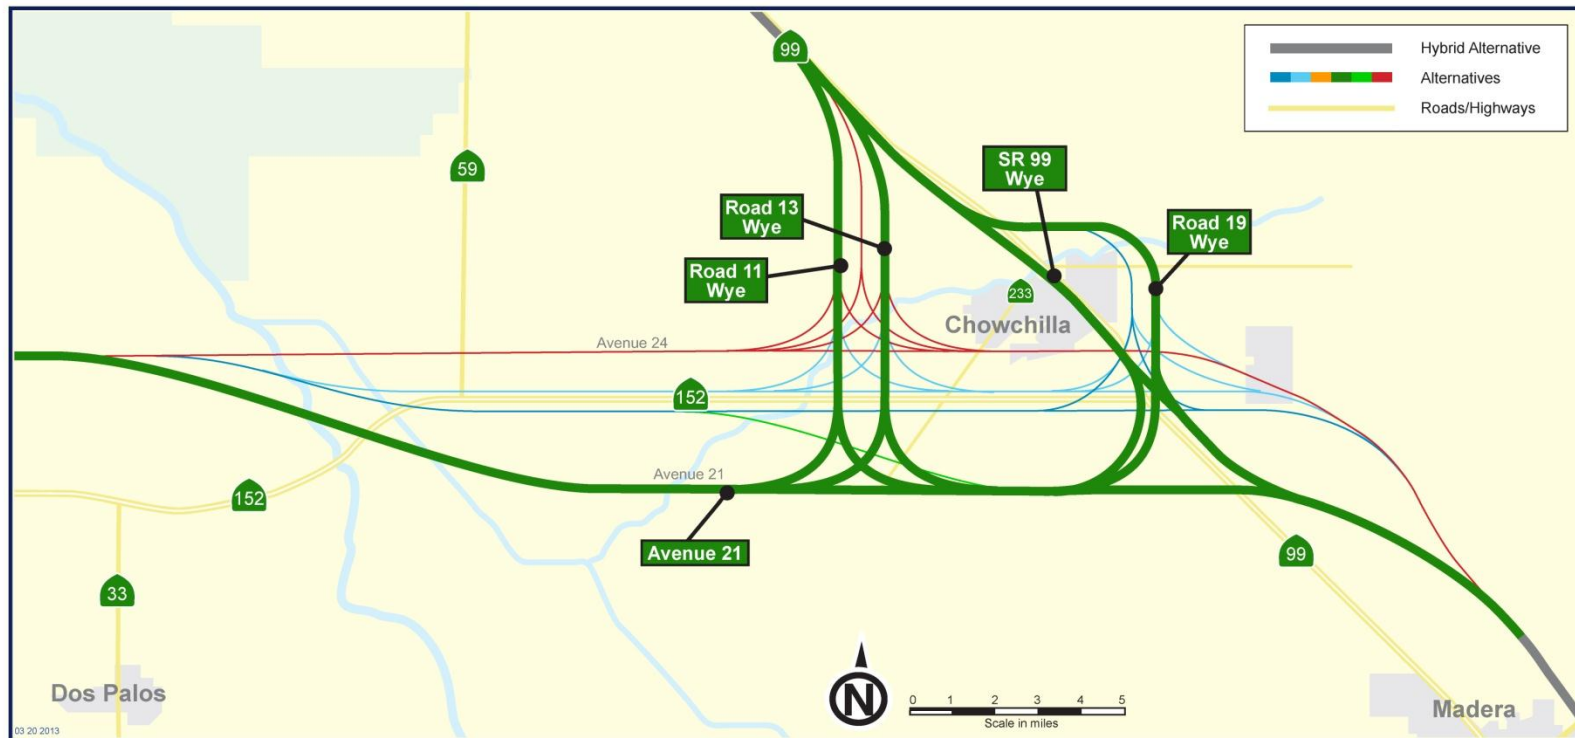 99
Hybrid Alternative
Alternatives
Roads/Highways
59
SR 99
Wye
Road 13
Wye
Road 19
Wye
Road 11
Wye
233
Chowchilla
Avenue 24
152
Avenue 21
152
Avenue 21
99
33
Dos Palos
N
0 1 2 3 4 5
Scale in miles
Madera
03 20 2013